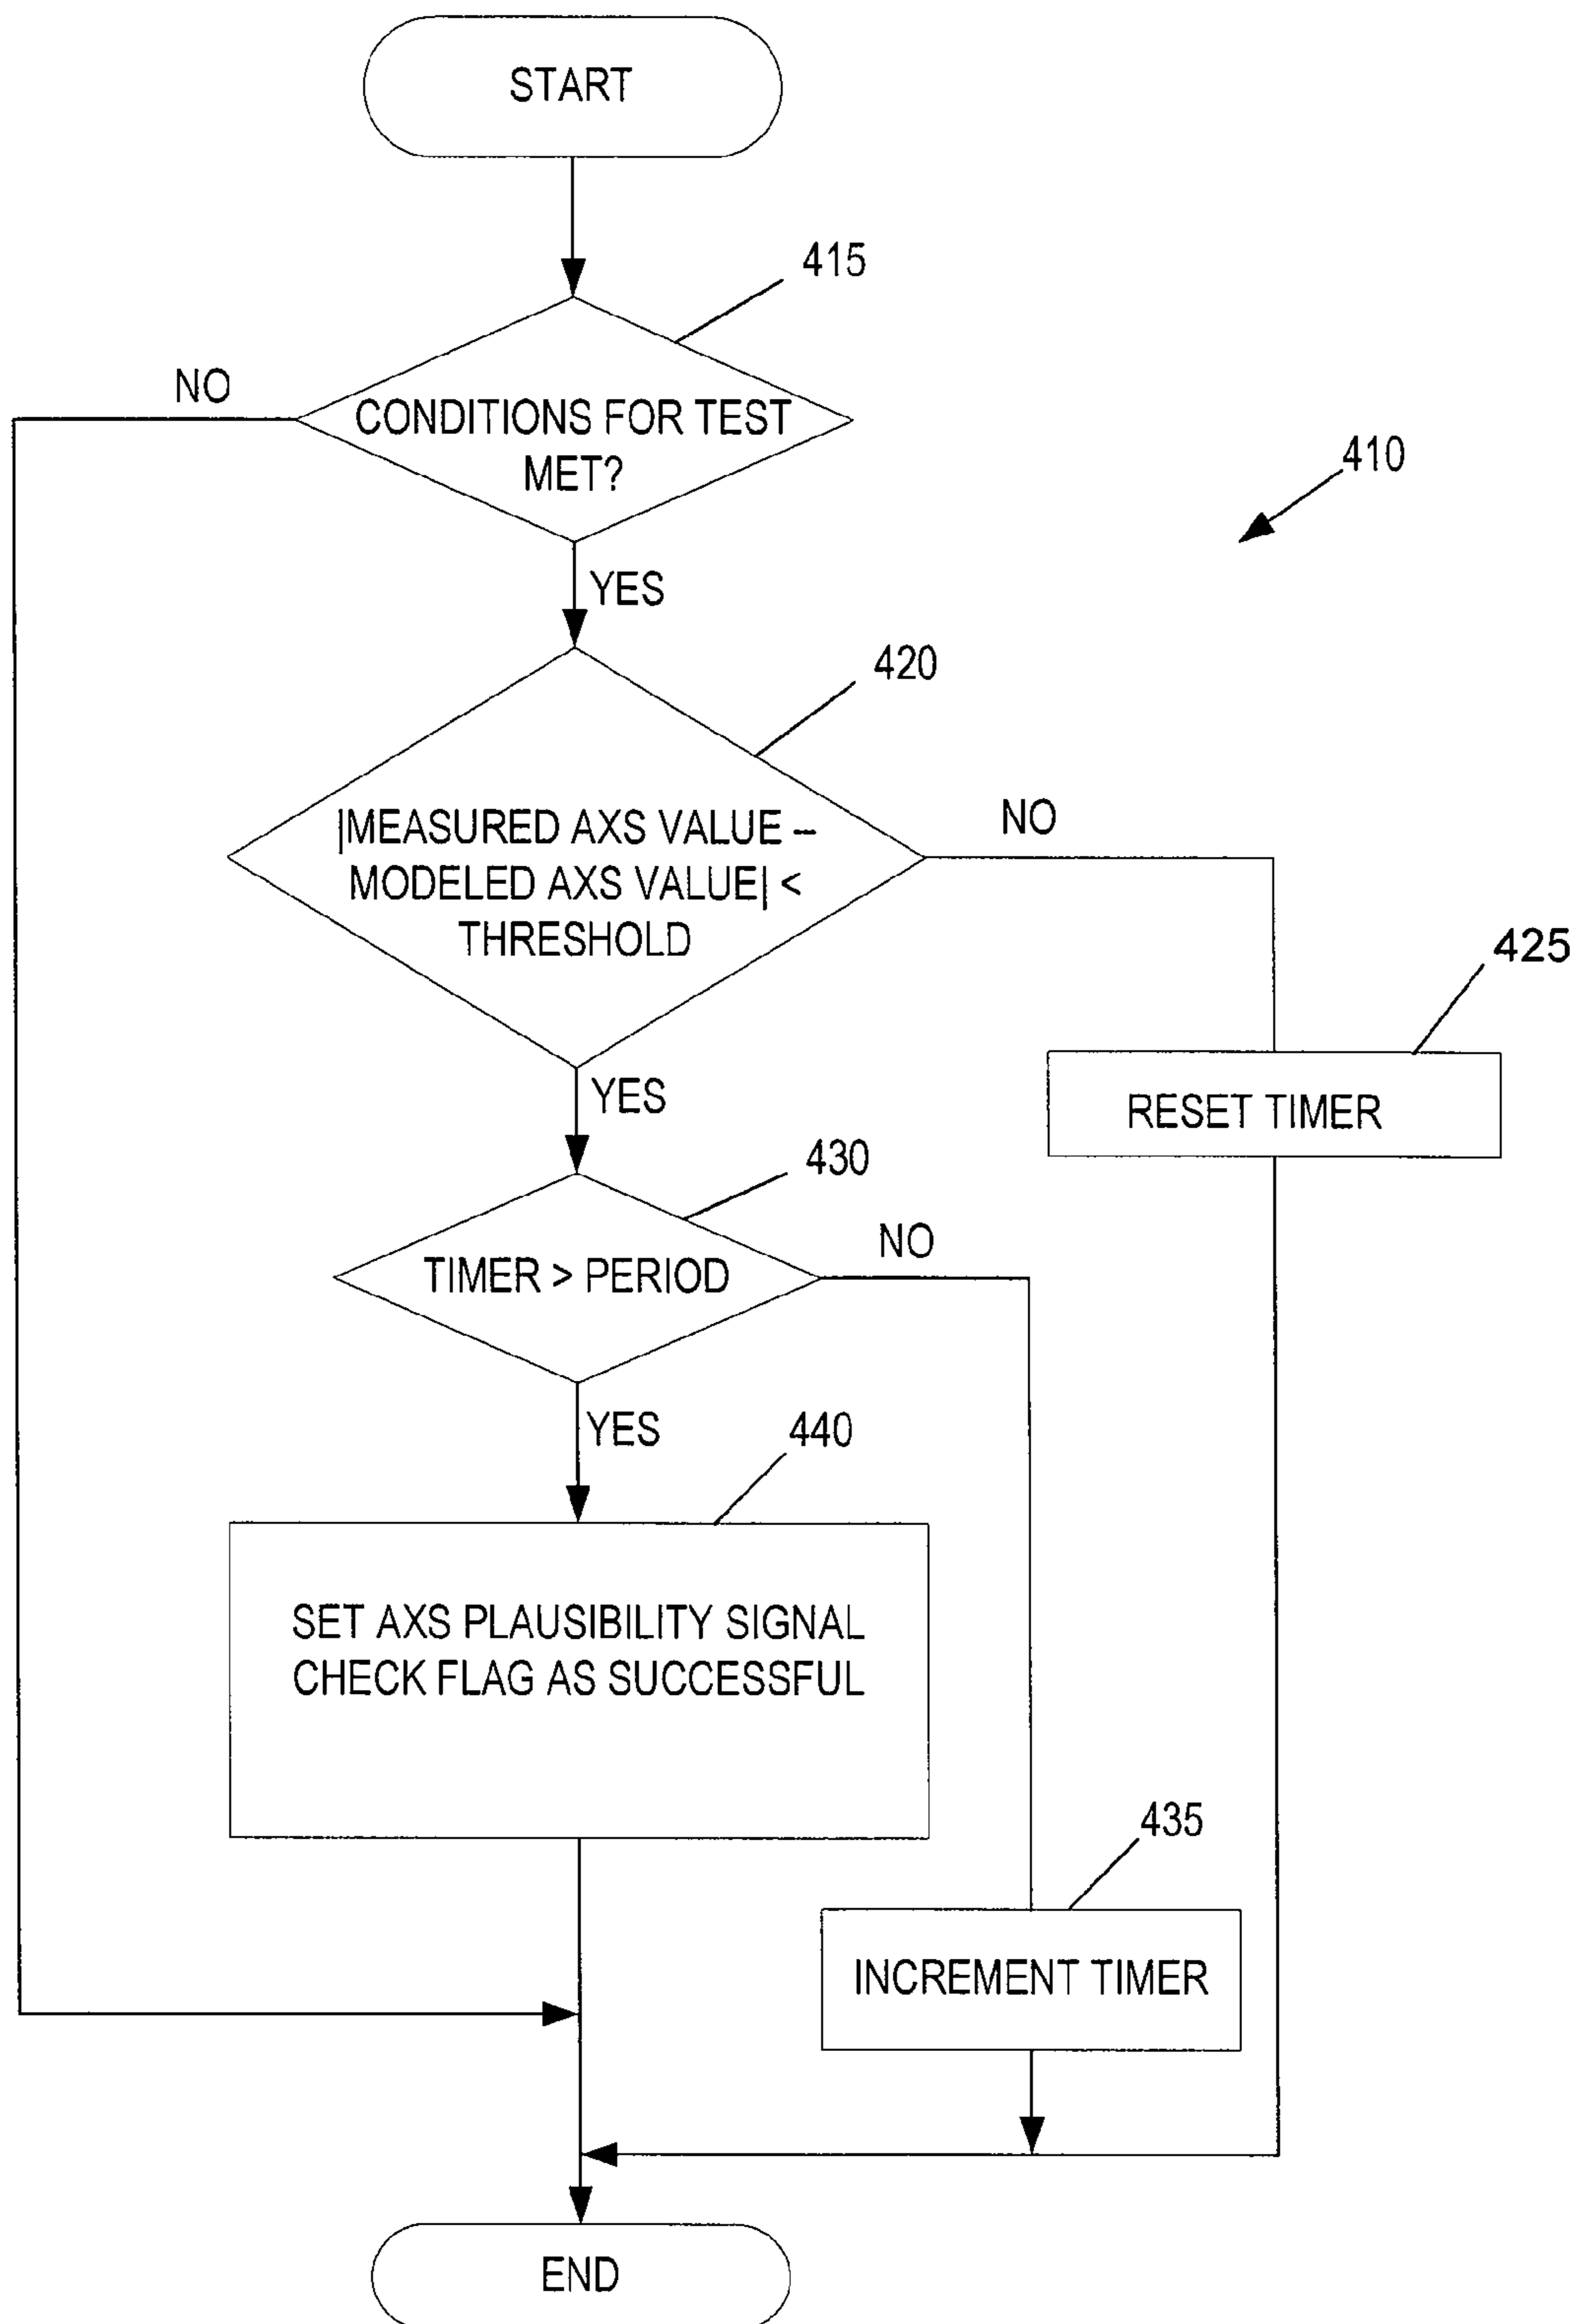 START
415
NO
CONDITIONS FOR TEST
MET?
410
YES
420
|MEASURED AXS VALUE –
MODELED AXS VALUE| <
THRESHOLD
NO
425
RESET TIMER
YES
430
NO
TIMER > PERIOD
YES
440
SET AXS PLAUSIBILITY SIGNAL
CHECK FLAG AS SUCCESSFUL
435
INCREMENT TIMER
END